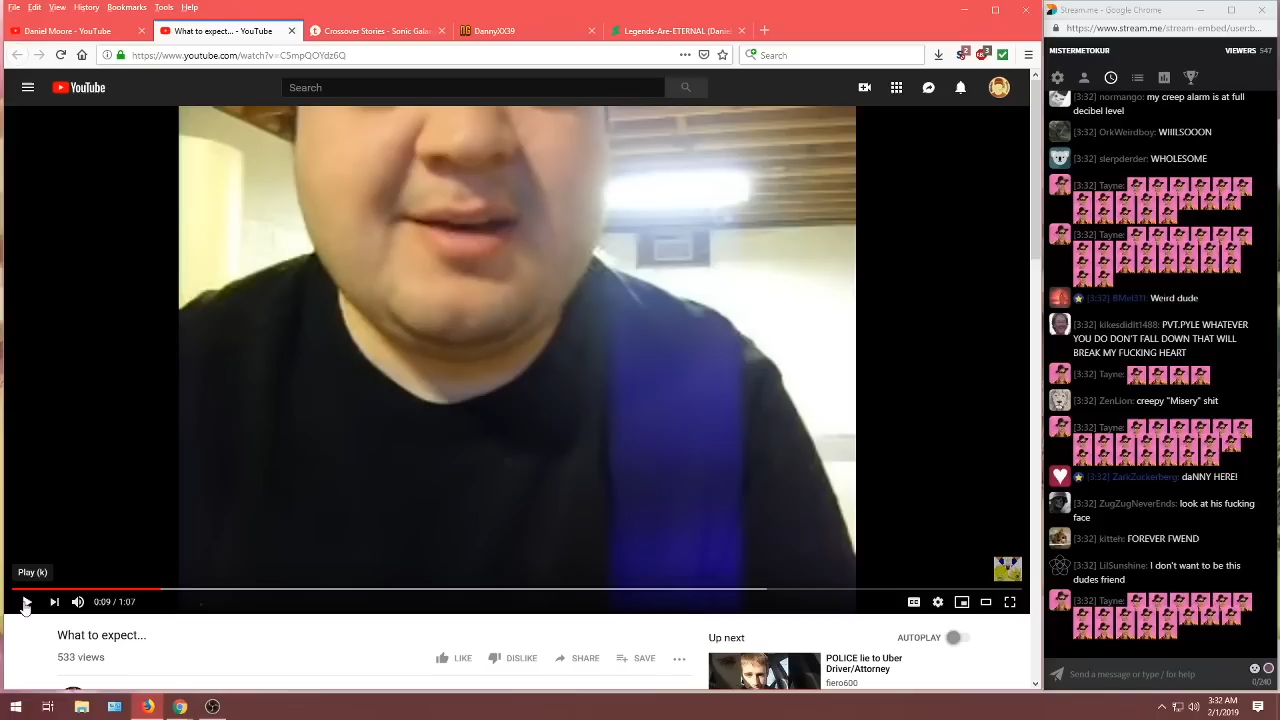 File Edit View History Bookmarks Tools Help
Stream.me - Google Chrome
Daniel Moore - YouTube
What to expect... - YouTube
Crossover Stories - Sonic Gala
DannyXX39
Legends-Are-ETERNAL (Danie
https://www.youtube.com/watch?v=C5mpQOYdz6Q
Search
https://www.stream.me/stream-embed/userb
MISTERMETOKUR
VIEWERS 547
YouTube
Search
[3:32] normango: my creep alarm is at full
decibel level
[3:32] OrkWeirdboy: WIIILSOOON
[3:32] slerpderder: WHOLESOME
[3:32] Tayne:
[3:32] Tayne:
[3:32] BMel311: Weird dude
[3:32] kikesdidit1488: PVT.PYLE WHATEVER
YOU DO DON'T FALL DOWN THAT WILL
BREAK MY FUCKING HEART
[3:32] Tayne:
[3:32] ZenLion: creepy "Misery" shit
[3:32] Tayne:
[3:32] ZarkZuckerberg: daNNY HERE!
[3:32] ZugZugNeverEnds: look at his fucking
face
[3:32] kitteh: FOREVER FWEND
[3:32] LilSunshine: I don't want to be this
dudes friend
[3:32] Tayne:
Play (k)
0:09 / 1:07
What to expect...
533 views
LIKE DISLIKE SHARE SAVE
Up next
AUTOPLAY
POLICE lie to Uber
Driver/Attorney
fiero600
Send a message or type / for help
0/240
3:32 AM
2/1/2019